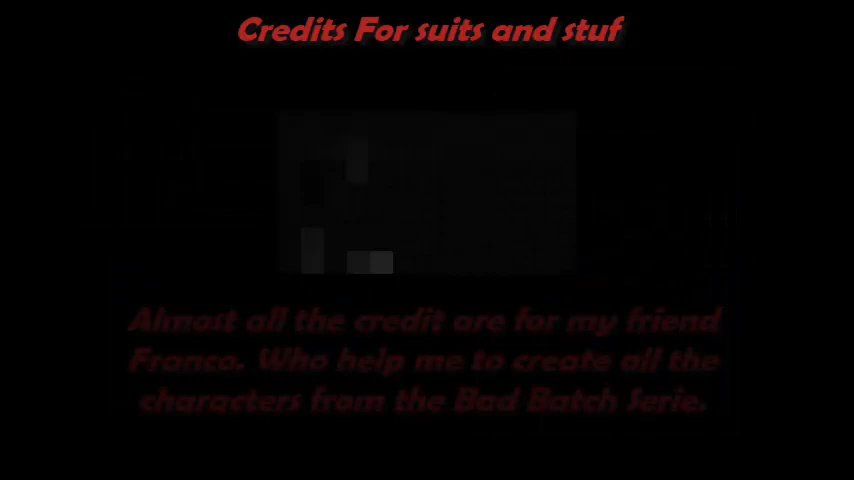 Credits For suits and stuf
Almost all the credit are for my friend
Franco. Who help me to create all the
characters from the Bad Batch Serie.